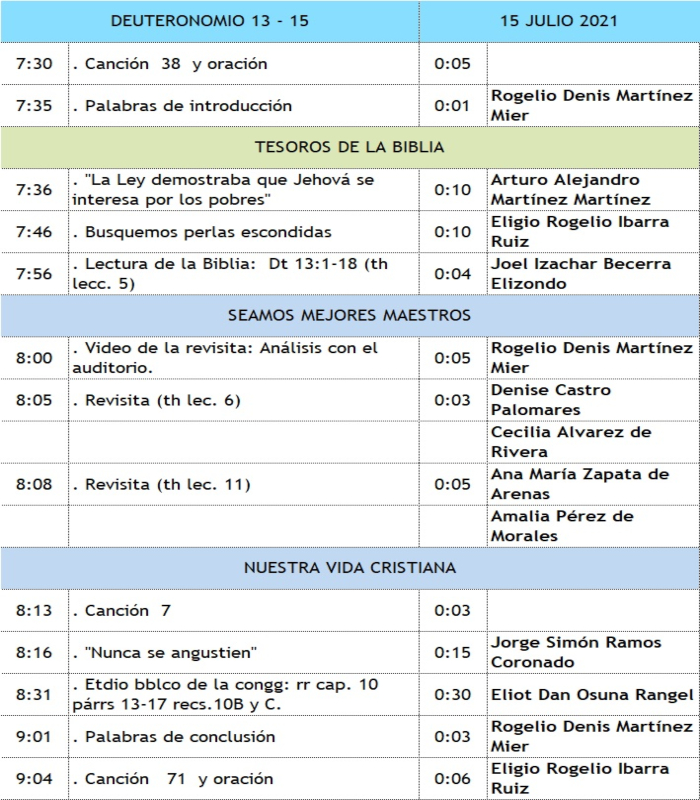 DEUTERONOMIO 13 - 15 15 JULIO 2021
7:30 . Canción 38 y oración 0:05
7:35 . Palabras de introducción 0:01 Rogelio Denis Martínez
Mier
TESOROS DE LA BIBLIA
7:36 . "La Ley demostraba que Jehová se
interesa por los pobres" 0:10 Arturo Alejandro
Martínez Martínez
7:46 . Busquemos perlas escondidas 0:10 Eligio Rogelio Ibarra
Ruiz
7:56 . Lectura de la Biblia: Dt 13:1-18 (th
lecc. 5) 0:04 Joel Izachar Becerra
Elizondo
SEAMOS MEJORES MAESTROS
8:00 . Video de la revisita: Análisis con el
auditorio. 0:05 Rogelio Denis Martínez
Mier
8:05 . Revisita (th lec. 6) 0:03 Denise Castro
Palomares
Cecilia Alvarez de
Rivera
8:08 . Revisita (th lec. 11) 0:05 Ana María Zapata de
Arenas
Amalia Pérez de
Morales
NUESTRA VIDA CRISTIANA
8:13 . Canción 7 0:03
8:16 . "Nunca se angustien" 0:15 Jorge Simón Ramos
Coronado
8:31 . Etdio bblco de la congg: rr cap. 10
párrs 13-17 recs.10B y C. 0:30 Eliot Dan Osuna Rangel
9:01 . Palabras de conclusión 0:03 Rogelio Denis Martínez
Mier
9:04 . Canción 71 y oración 0:06 Eligio Rogelio Ibarra
Ruiz